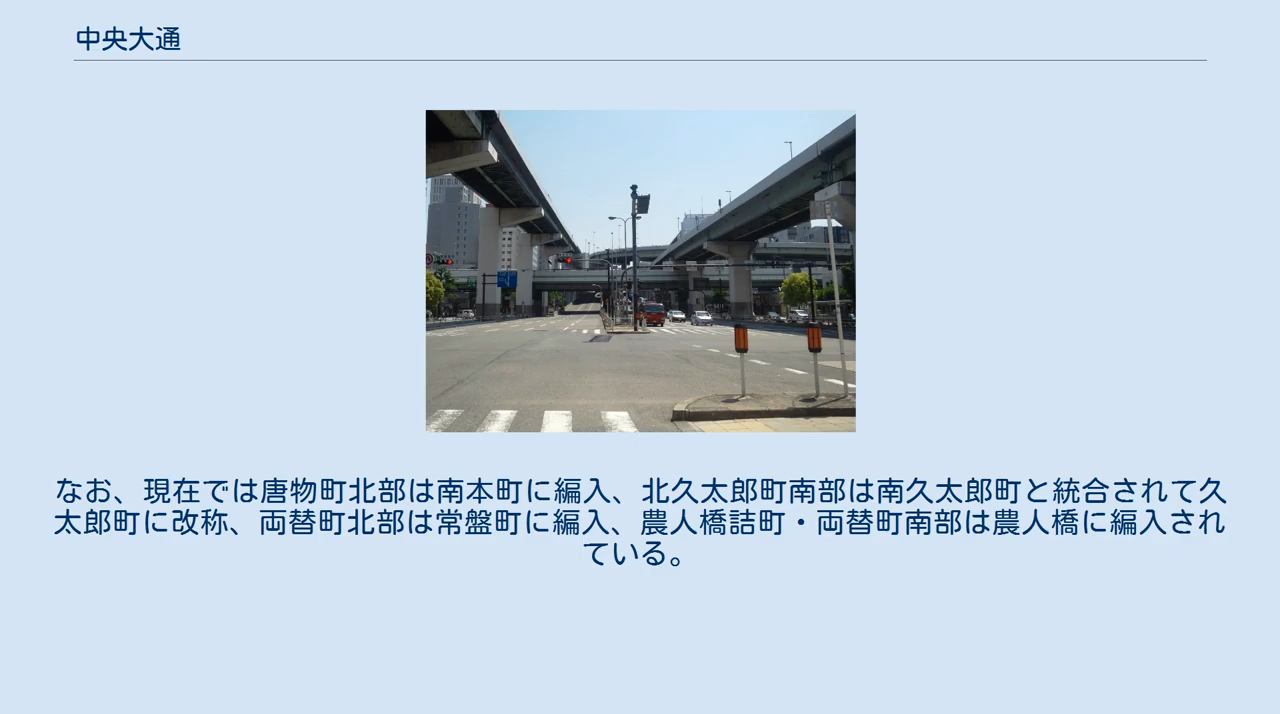 中央大通
なお、現在では唐物町北部は南本町に編入、北久太郎町南部は南久太郎町と統合されて久
太郎町に改称、両替町北部は常盤町に編入、農人橋詰町・両替町南部は農人橋に編入され
ている。